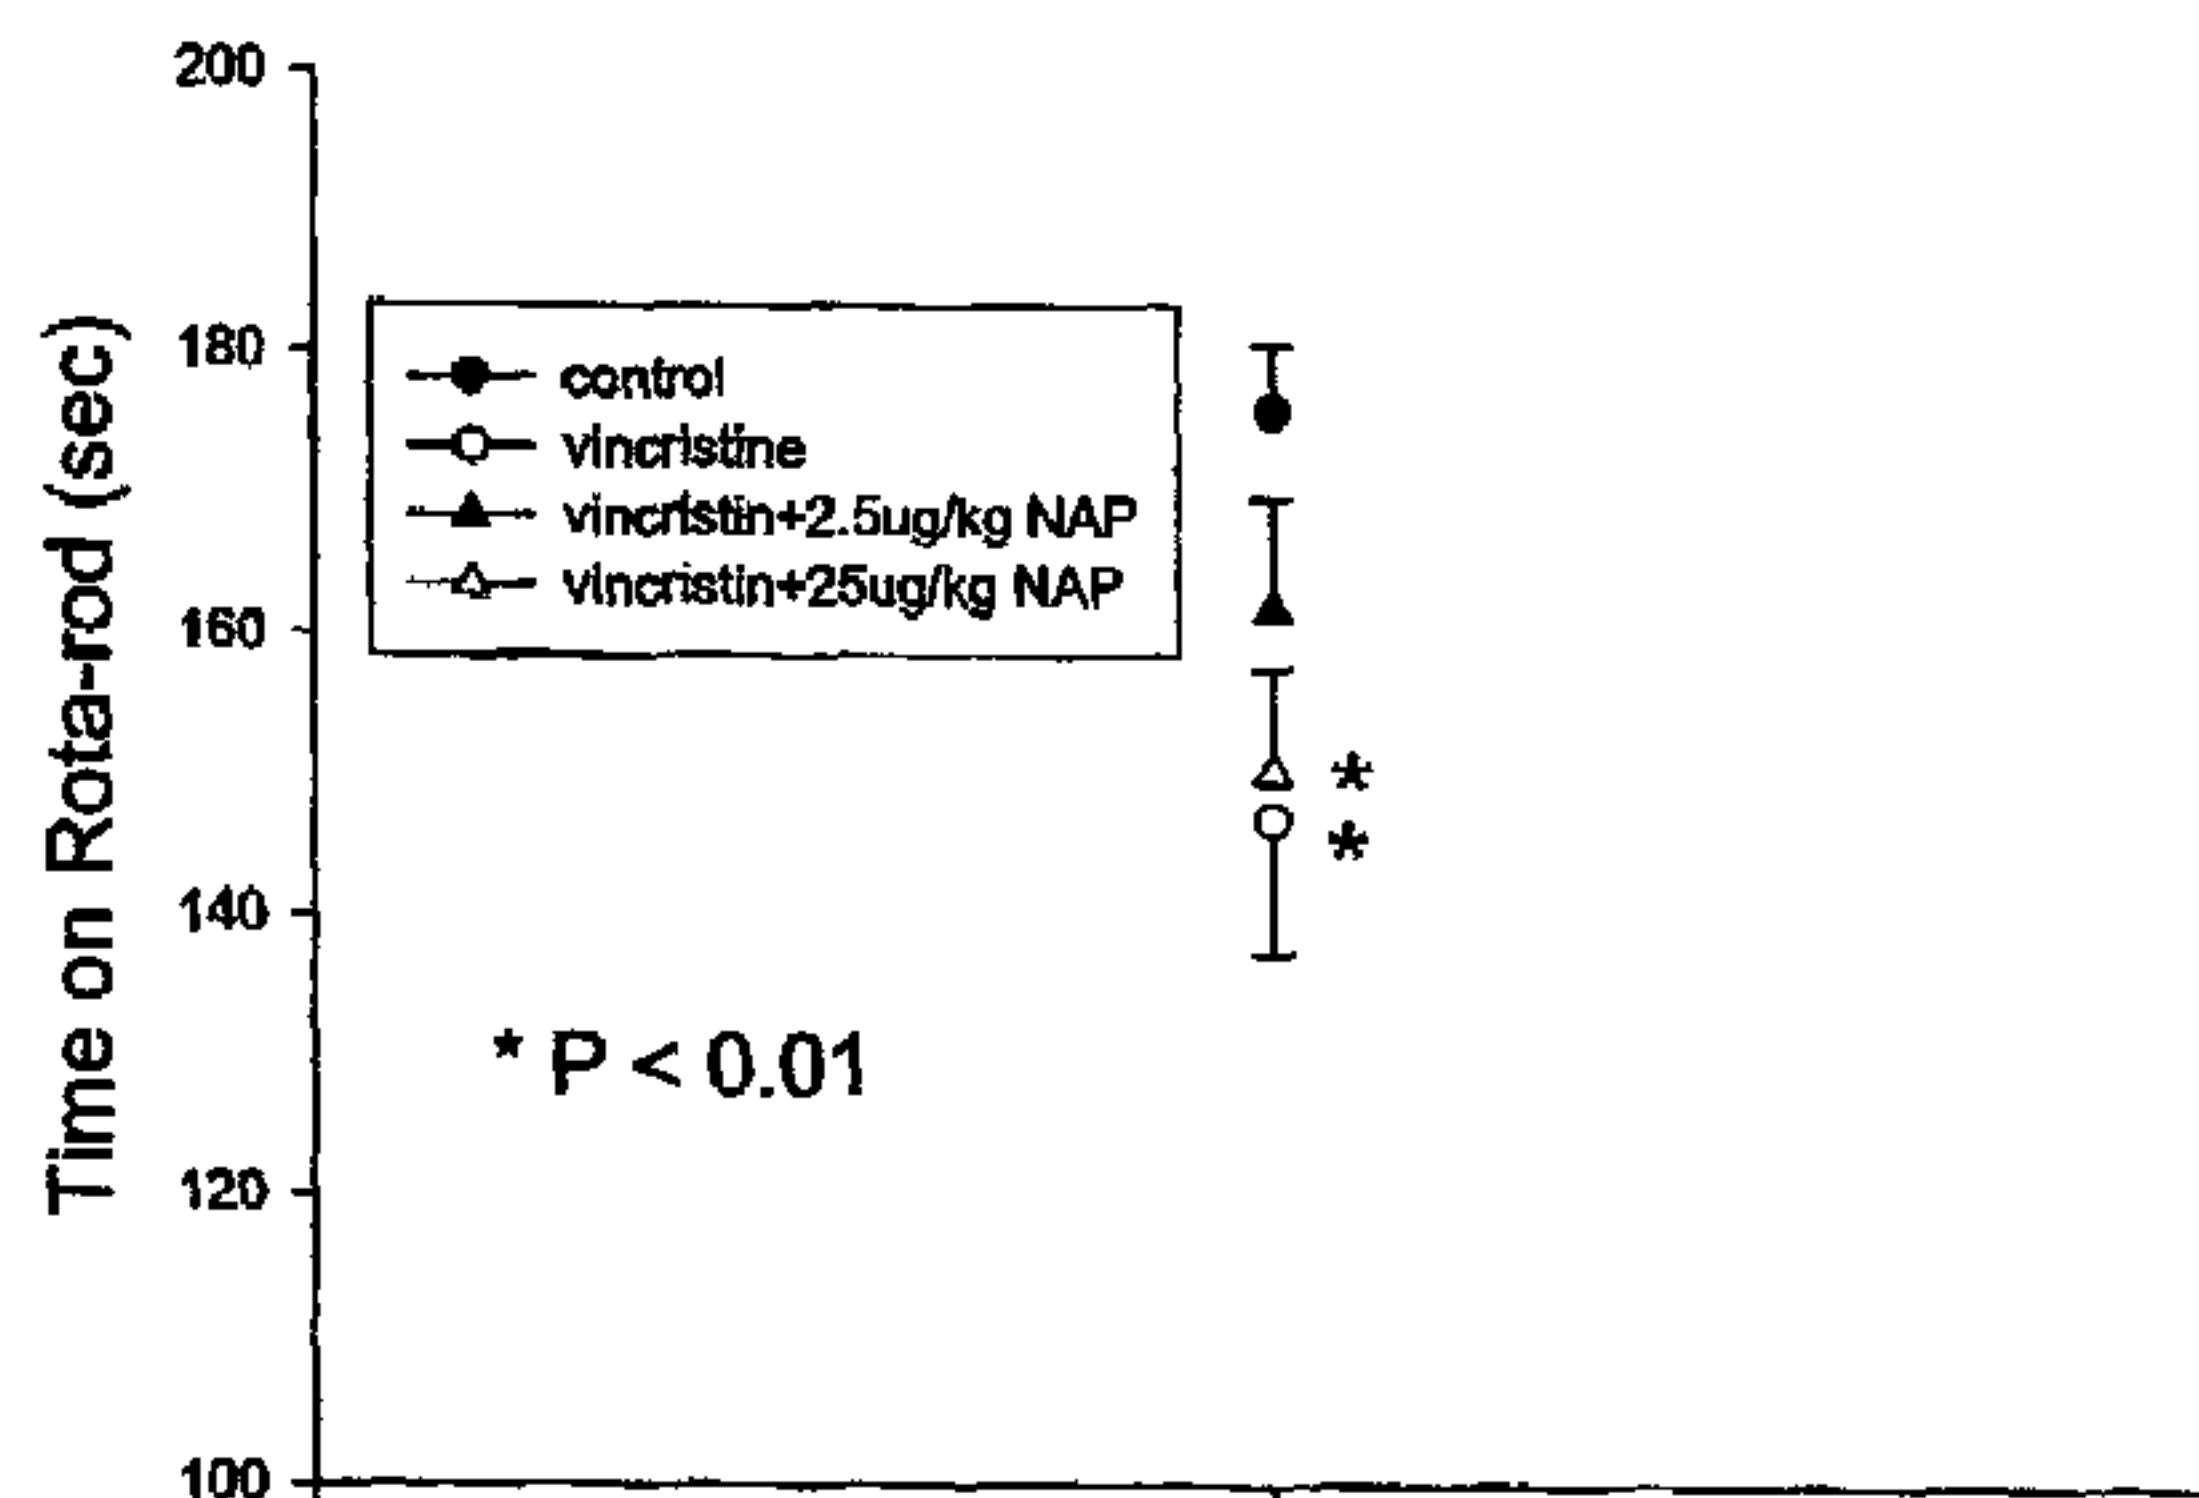 Time on Rota-rod (sec)
200
180
160
140
120
100
control
vincristine
vincristin+2.5ug/kg NAP
vincristin+25ug/kg NAP
*
*
* P < 0.01